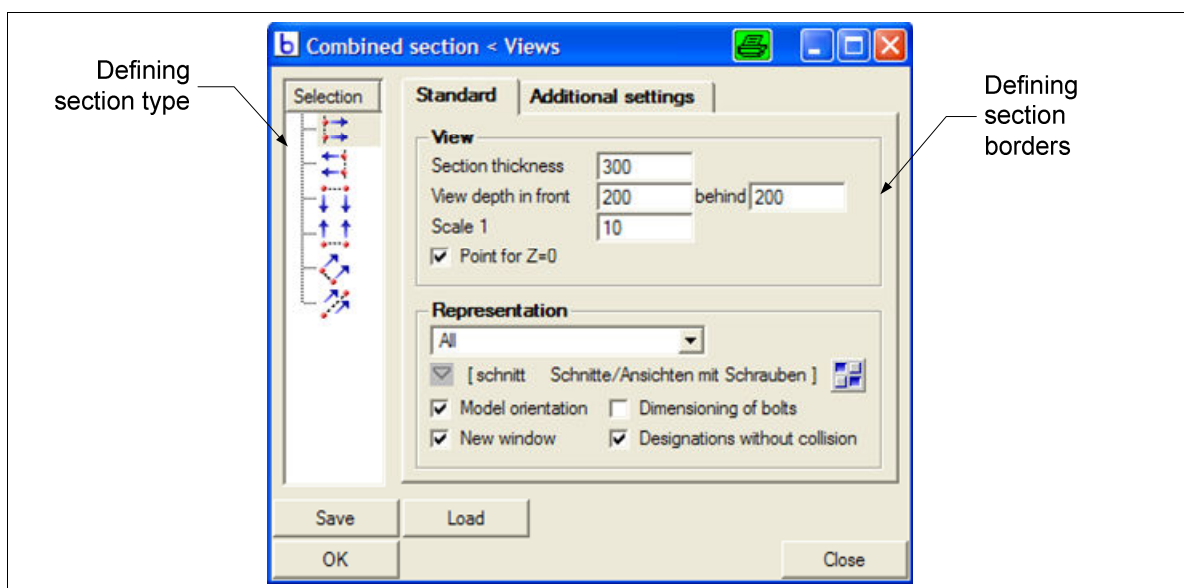 b Combined section < Views
Defining
section type
Defining
section
borders
Selection
Standard
Additional settings
View
Section thickness 300
View depth in front 200 behind 200
Scale 1 10
Point for Z=0
Representation
All
[ schnitt Schnitte/Ansichten mit Schrauben ]
Model orientation Dimensioning of bolts
New window Designations without collision
Save Load
OK Close